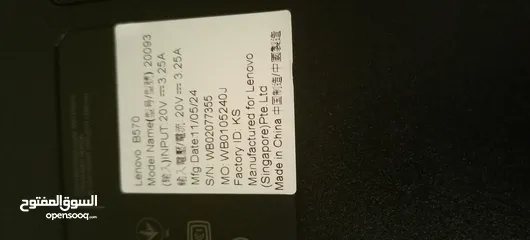 Lenovo B570
Model Name(型号/型號) 20093
(输入)INPUT 20V⎓ 3.25A
輸入電壓/電流: 20V⎓ 3.25A
Mfg Date11/05/24
S/N WB02077355
MO WB0105240J
Factory ID: KS
Manufactured for Lenovo
(Singapore)Pte Ltd
Made in China 中国制造/中國製造
السوق المفتوح
opensooq.com